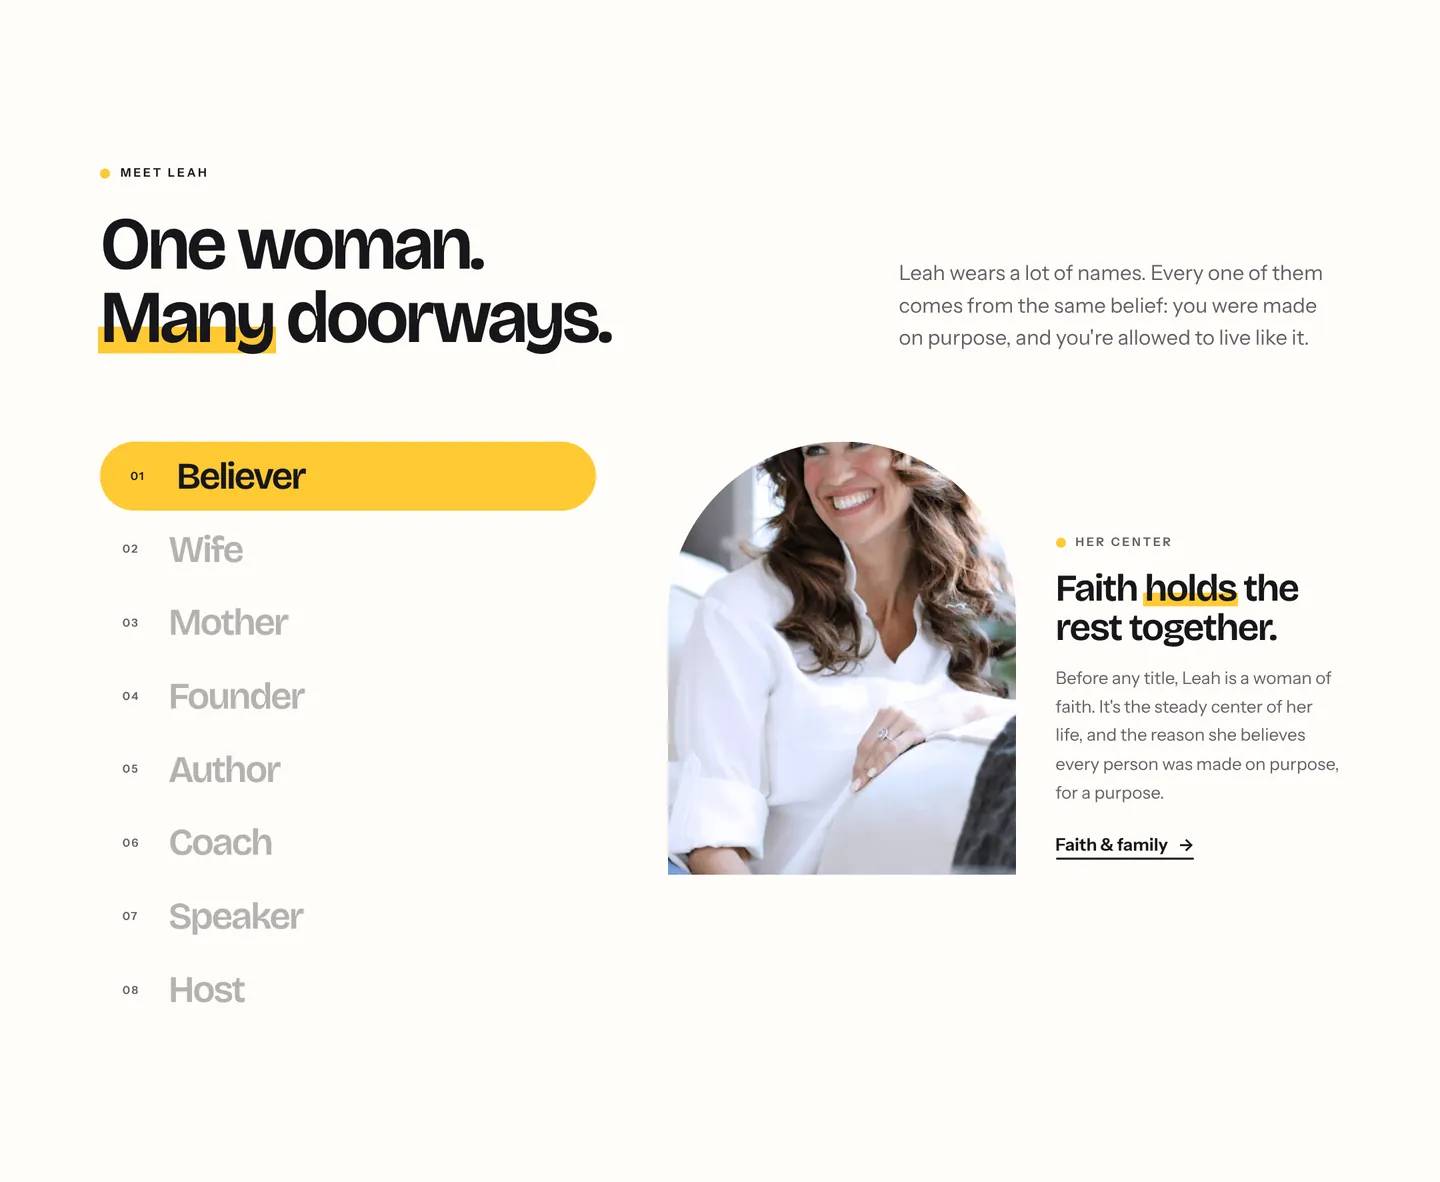 MEET LEAH
One woman.
Many doorways.
Leah wears a lot of names. Every one of them
comes from the same belief: you were made
on purpose, and you're allowed to live like it.
01 Believer
02 Wife
03 Mother
04 Founder
05 Author
06 Coach
07 Speaker
08 Host
HER CENTER
Faith holds the
rest together.
Before any title, Leah is a woman of
faith. It's the steady center of her
life, and the reason she believes
every person was made on purpose,
for a purpose.
Faith & family →